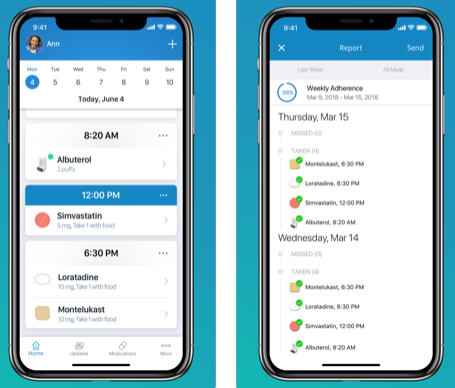 9:41
Ann
Mon Tue Wed Thu Fri Sat Sun
4 5 6 7 8 9 10
Today, June 4
8:20 AM
Albuterol
2 puffs
12:00 PM
Simvastatin
5 mg, Take 1 with food
6:30 PM
Loratadine
10 mg, Take 1 with food
Montelukast
10 mg, Take 1 with food
Home Updates Medications More
9:41
Report Send
Last Week All Meds
98% Weekly Adherence
Mar 9, 2018 - Mar 15, 2018
Thursday, Mar 15
MISSED (0)
TAKEN (4)
Montelukast, 6:30 PM
Loratadine, 6:30 PM
Simvastatin, 12:00 PM
Albuterol, 8:20 AM
Wednesday, Mar 14
MISSED (0)
TAKEN (4)
Montelukast, 6:30 PM
Loratadine, 6:30 PM
Simvastatin, 12:00 PM
Albuterol, 8:20 AM